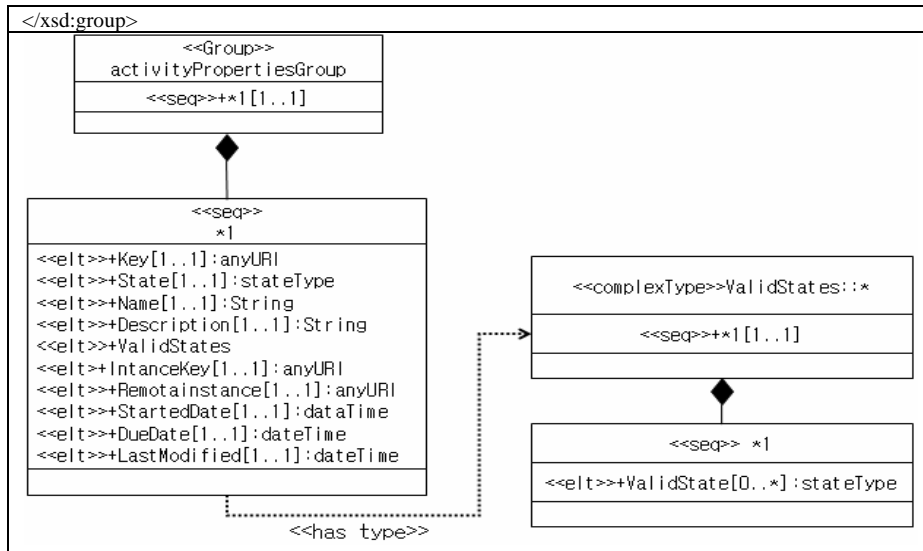 </xsd:group>
<<Group>>
activityPropertiesGroup
<<seq>>+*1[1..1]
<<seq>>
*1
<<elt>>+Key[1..1]:anyURI
<<elt>>+State[1..1]:stateType
<<elt>>+Name[1..1]:String
<<elt>>+Description[1..1]:String
<<elt>>+ValidStates
<<elt>+IntanceKey[1..1]:anyURI
<<elt>>+Remotainstance[1..1]:anyURI
<<elt>>+StartedDate[1..1]:dataTime
<<elt>>+DueDate[1..1]:dateTime
<<elt>>+LastModified[1..1]:dateTime
<<has type>>
<<complexType>>ValidStates::*
<<seq>>+*1[1..1]
<<seq>> *1
<<elt>>+ValidState[0..*]:stateType